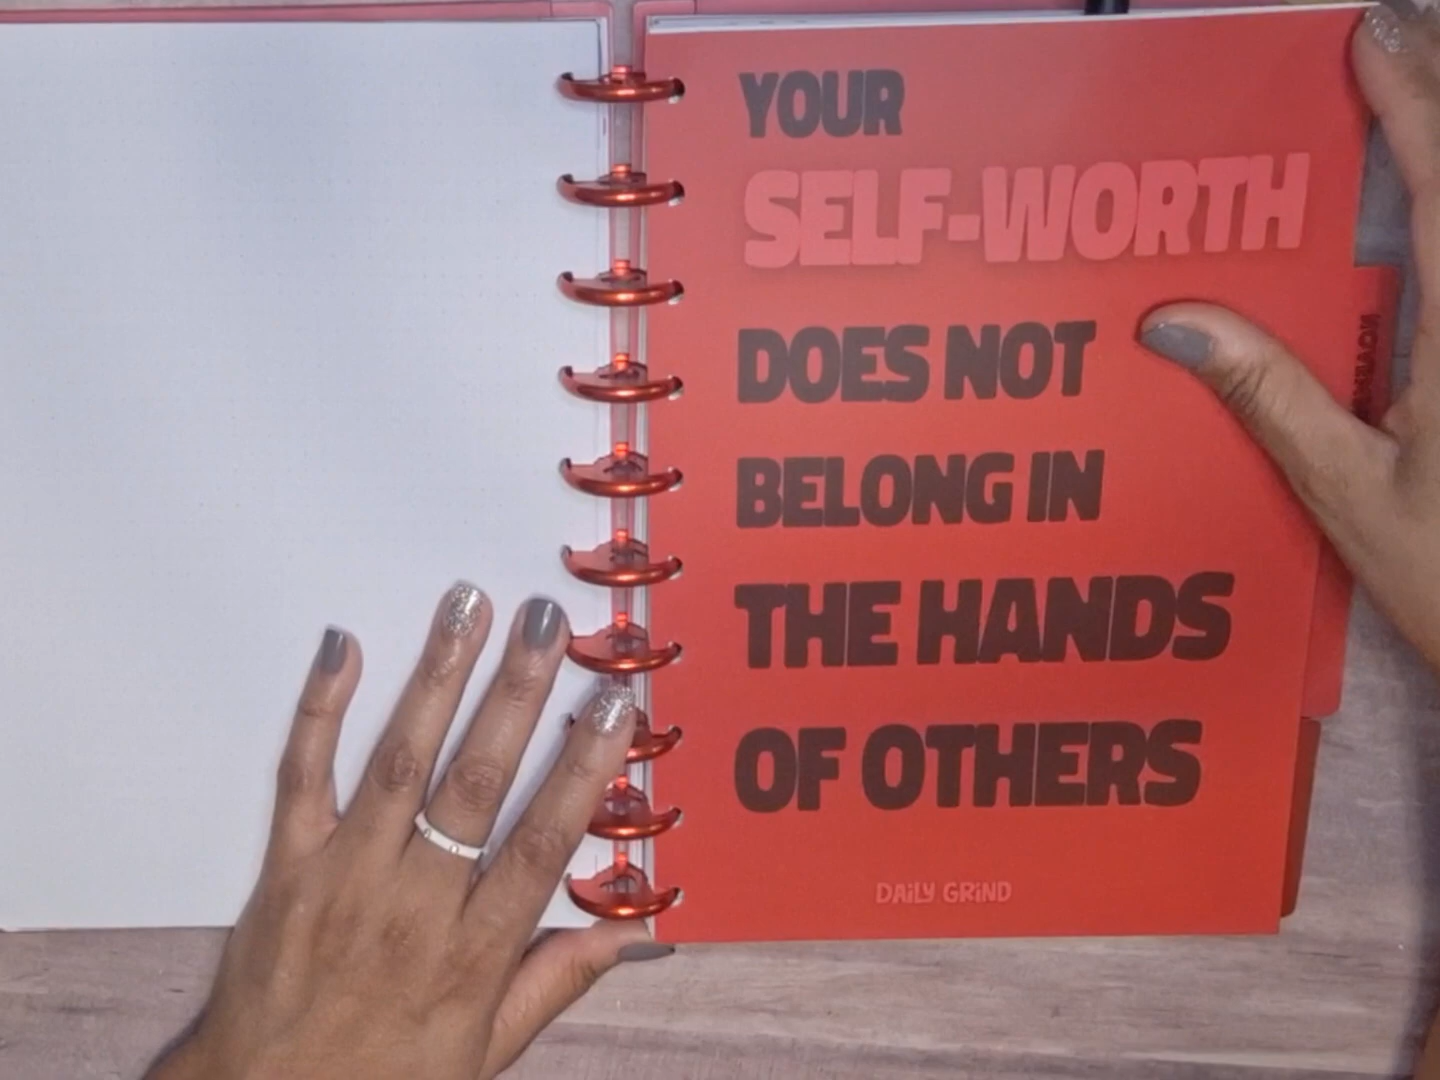 YOUR
SELF-WORTH
DOES NOT
BELONG IN
THE HANDS
OF OTHERS
DAILY GRIND